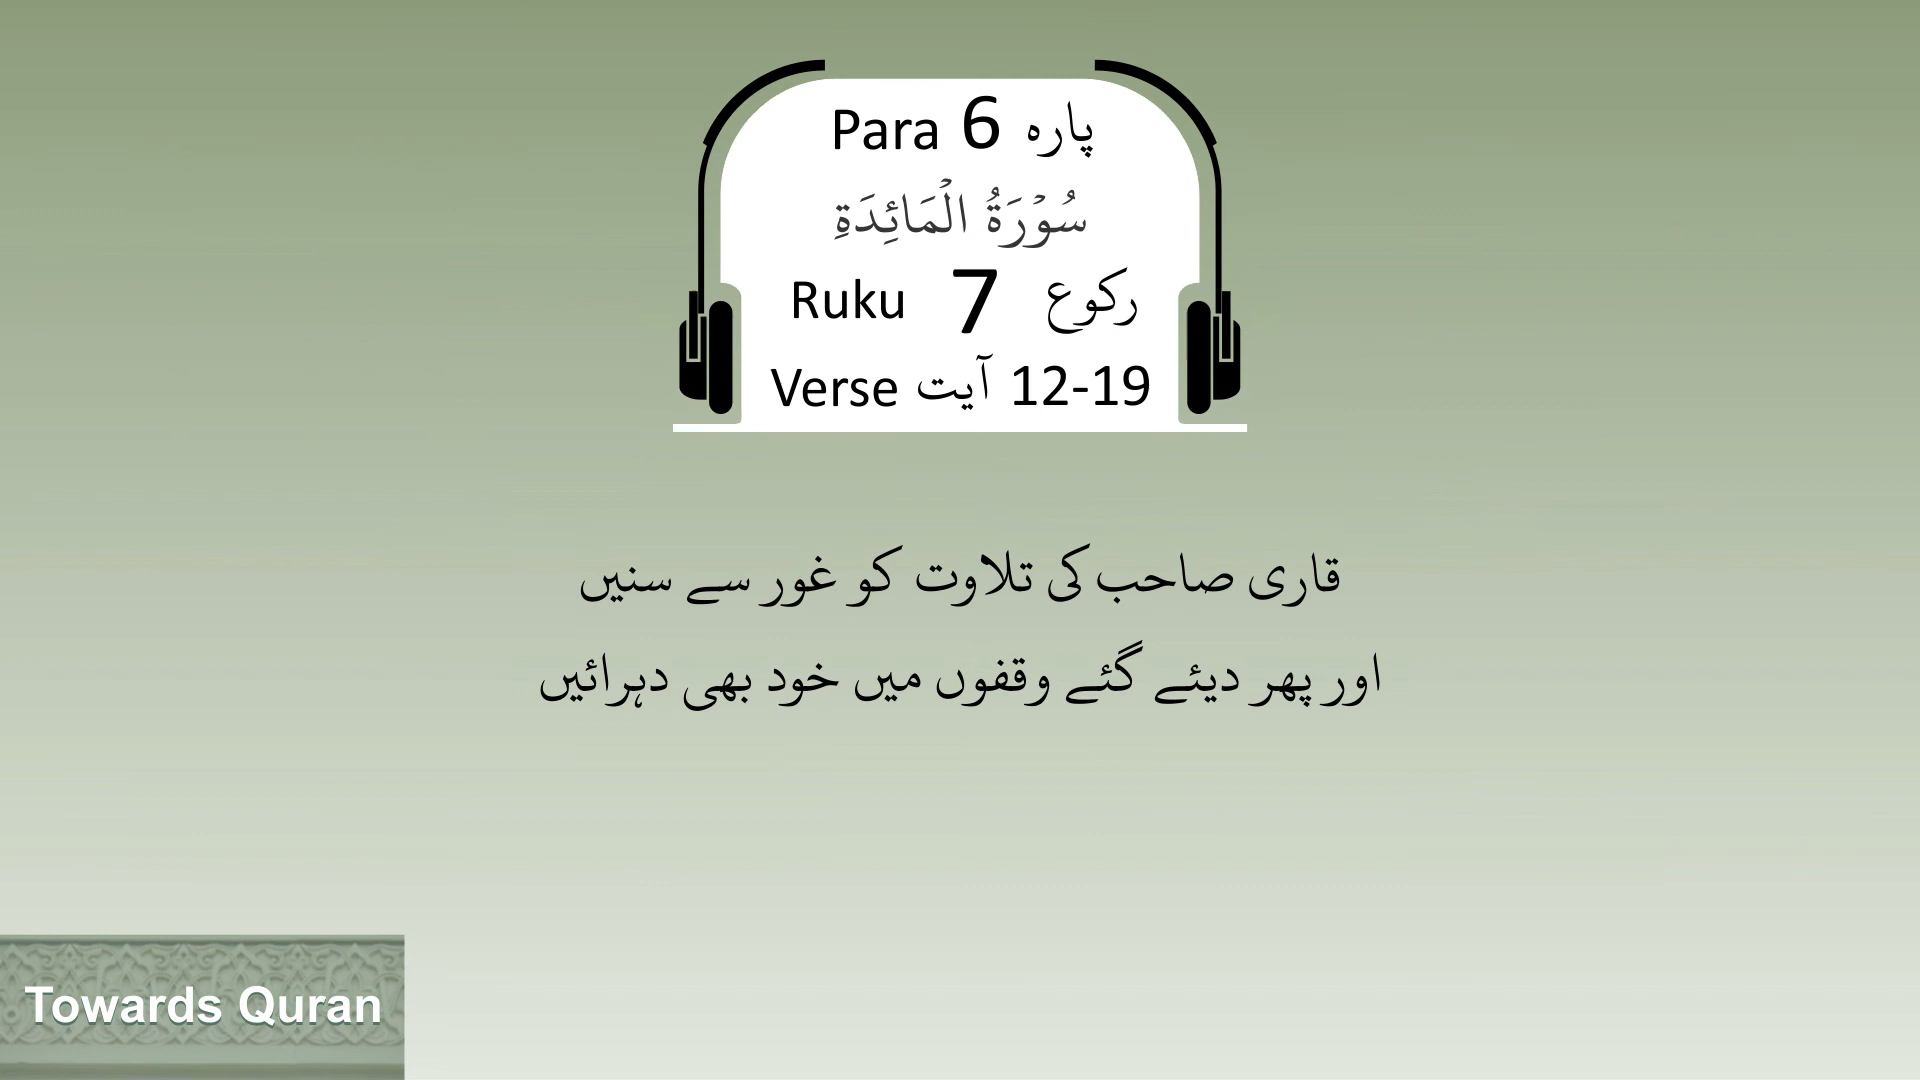 Para 6 پارہ
سُوۡرَۃُ الۡمَائِدَۃِ
Ruku 7 رکوع
Verse آیت 12-19
قاری صاحب کی تلاوت کو غور سے سنیں
اور پھر دیئے گئے وقفوں میں خود بھی دہرائیں
Towards Quran